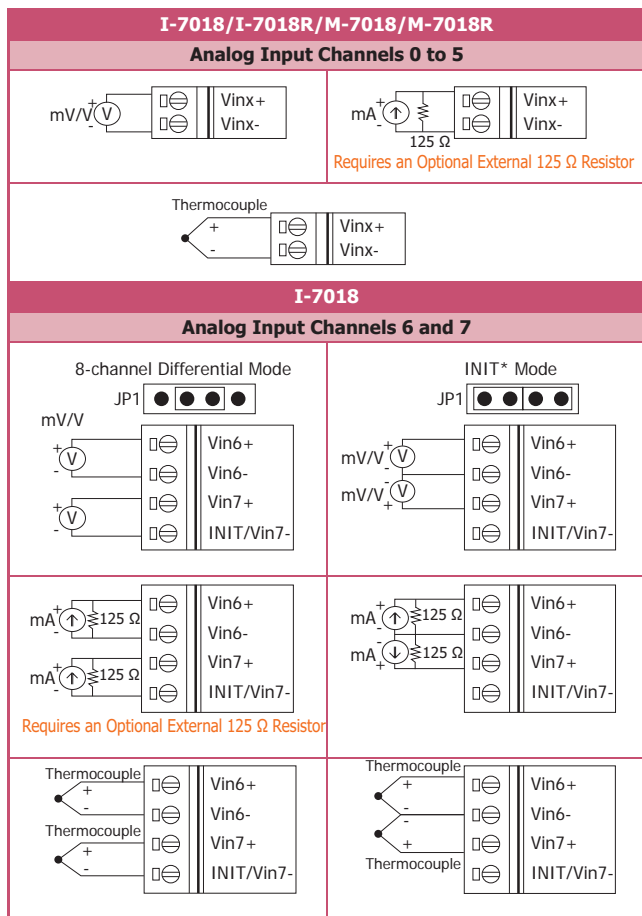 I-7018/I-7018R/M-7018/M-7018R
Analog Input Channels 0 to 5
mV/V + - V Vinx+
Vinx-
mA + - Vinx+
Vinx-
125 Ω
Requires an Optional External 125 Ω Resistor
Thermocouple
+ Vinx+
- Vinx-
I-7018
Analog Input Channels 6 and 7
8-channel Differential Mode
JP1
mV/V
+ V - Vin6+
Vin6-
+ V - Vin7+
INIT/Vin7-
INIT* Mode
JP1
mV/V + V - Vin6+
Vin6-
mV/V - V + Vin7+
INIT/Vin7-
mA + - 125 Ω Vin6+
Vin6-
mA + - 125 Ω Vin7+
INIT/Vin7-
Requires an Optional External 125 Ω Resistor
mA + - 125 Ω Vin6+
Vin6-
mA - + 125 Ω Vin7+
INIT/Vin7-
Thermocouple
+ Vin6+
- Vin6-
Thermocouple
+ Vin7+
- INIT/Vin7-
Thermocouple
+ Vin6+
- Vin6-
-
+ Vin7+
Thermocouple
INIT/Vin7-